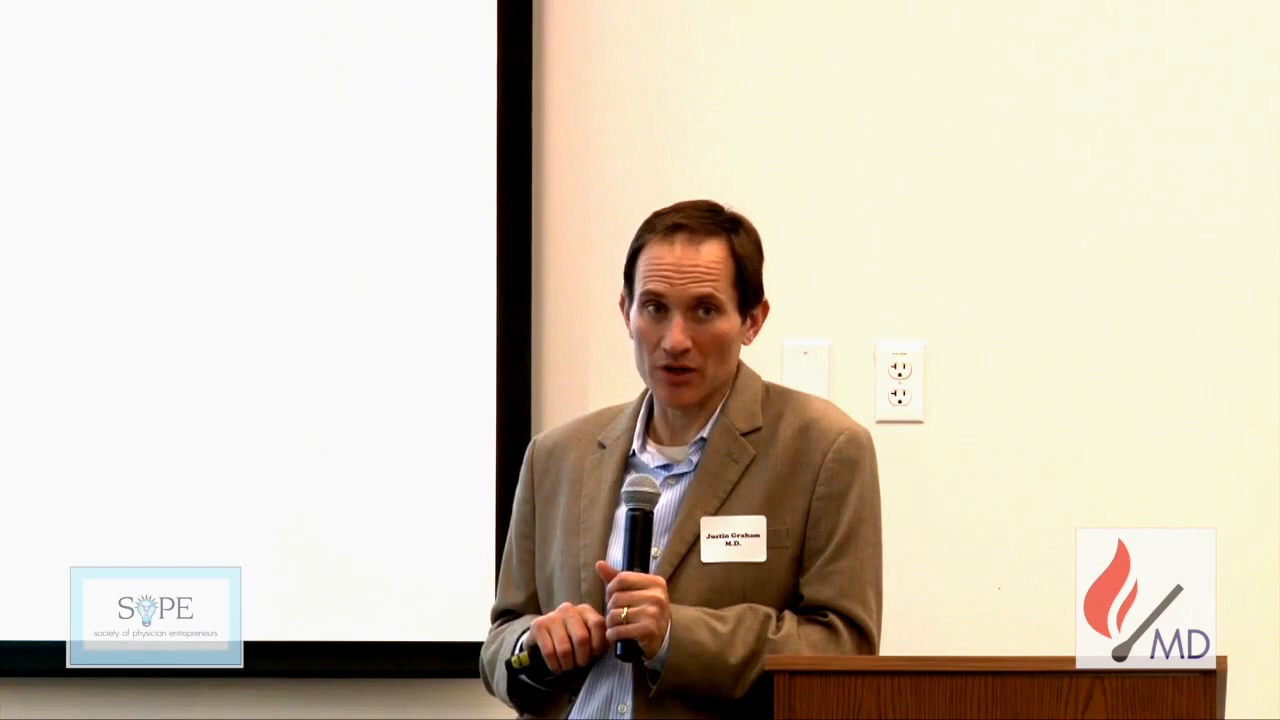 Justin Graham
M.D.
SOPE
society of physician entrepreneurs
MD